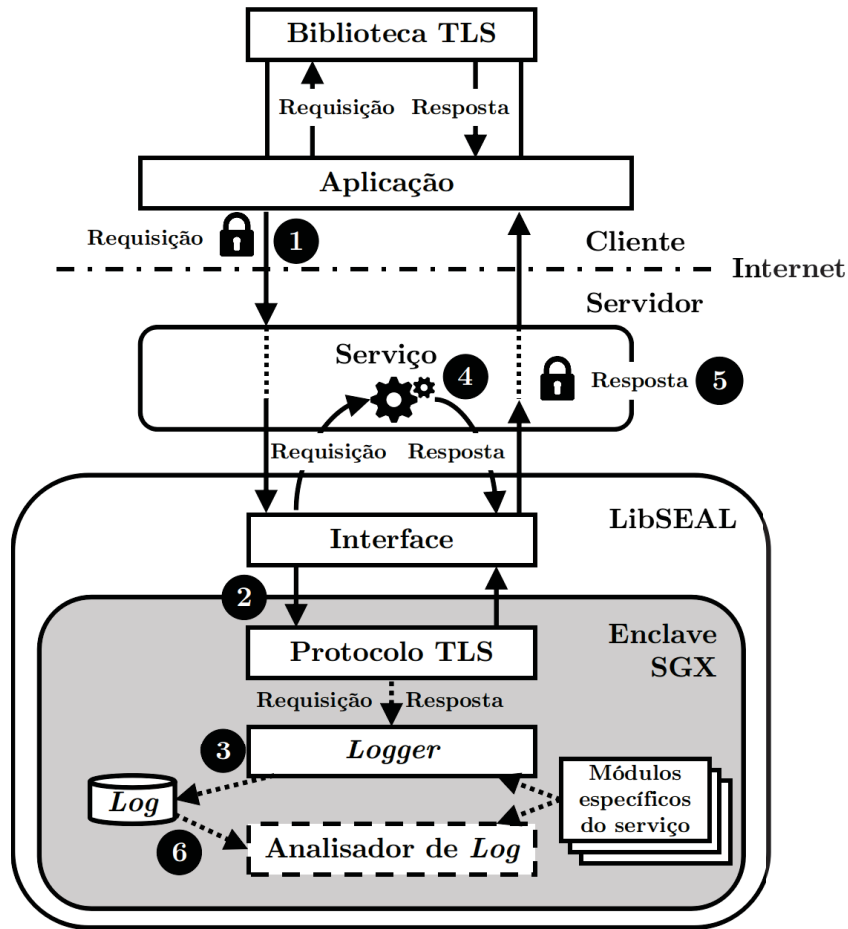 Biblioteca TLS
Requisição Resposta
Aplicação
Requisição 1
Cliente
Internet
Servidor
Serviço 4
Resposta 5
Requisição Resposta
LibSEAL
Interface
2
Enclave
SGX
Protocolo TLS
Requisição Resposta
3 Logger
Log
Módulos
específicos
do serviço
6 Analisador de Log